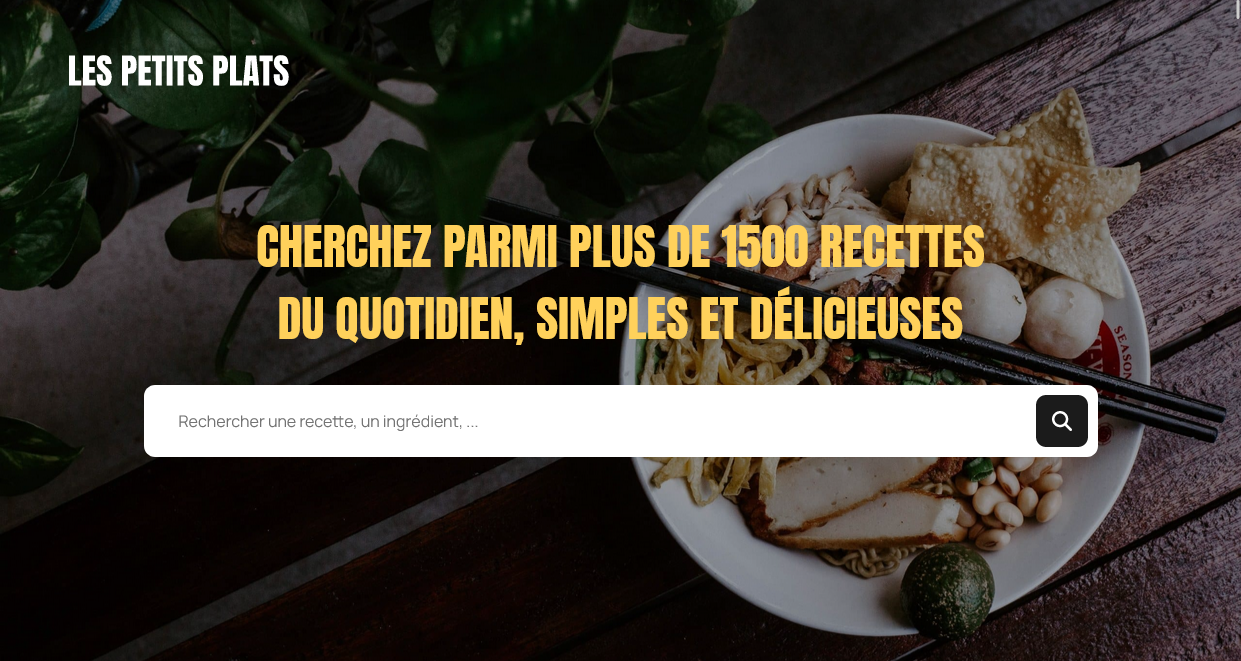 LES PETITS PLATS
CHERCHEZ PARMI PLUS DE 1500 RECETTES
DU QUOTIDIEN, SIMPLES ET DÉLICIEUSES
Rechercher une recette, un ingrédient, ...